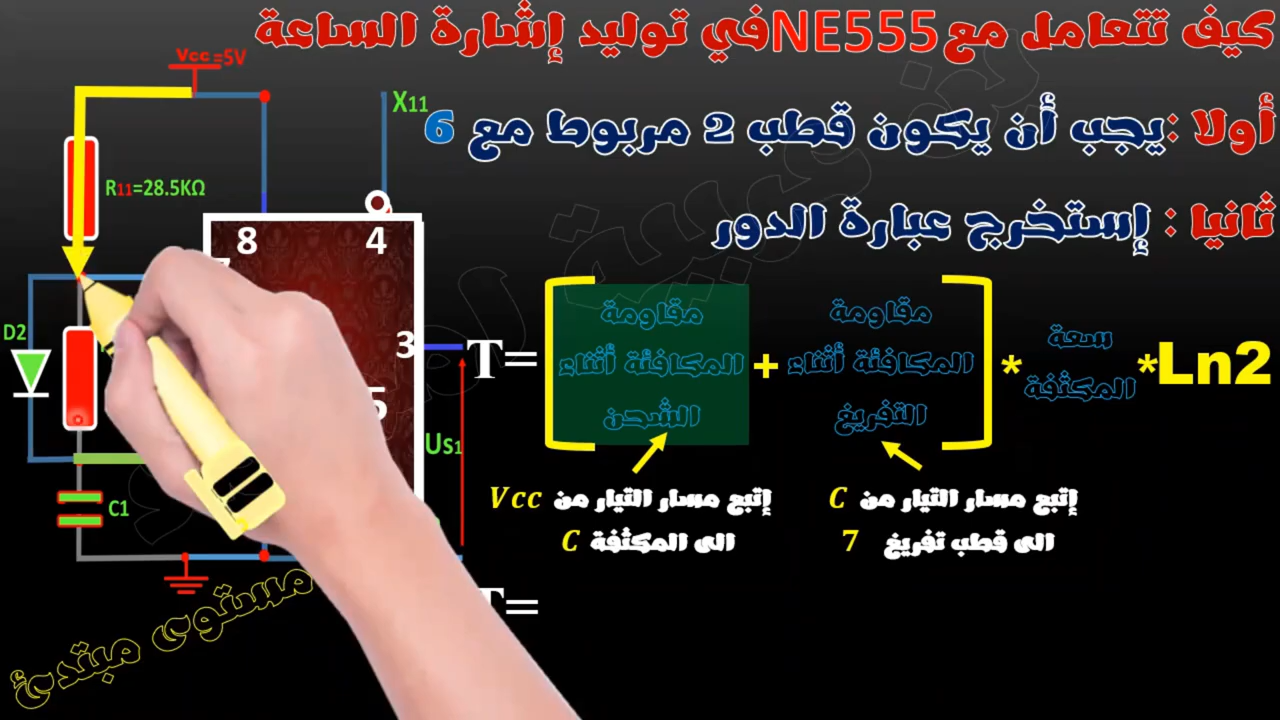 كيف تتعامل مع NE555 في توليد إشارة الساعة
أولا : يجب أن يكون قطب 2 مربوط مع 6
ثانيا : إستخرج عبارة الدور
Vcc=5V
X11
R11=28.5KΩ
8
4
D2
3
5
Us1
C1
T=
مقاومة
المكافئة أثناء
الشحن
+
مقاومة
المكافئة أثناء
التفريغ
*
سعة
المكثفة
*Ln2
إتبع مسار التيار من Vcc
الى المكثفة C
إتبع مسار التيار من C
الى قطب تفريغ 7
T=
مستوى مبتدئ